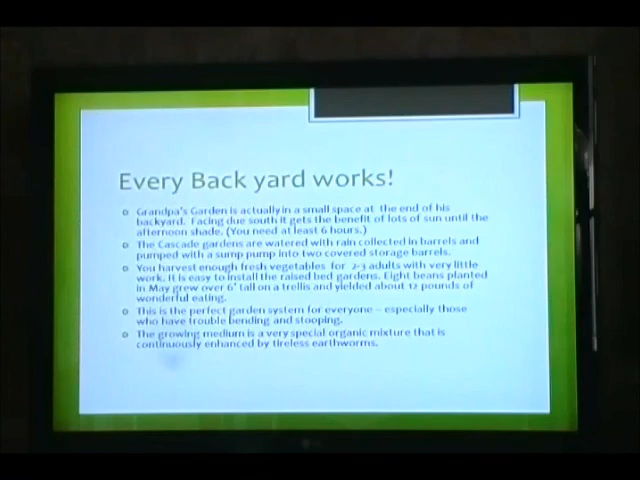 Every Back yard works!
Grandpa's Garden is actually in a small space at the end of his
backyard. Facing due south it gets the benefit of lots of sun until the
afternoon shade. (You need at least 6 hours.)
The Cascade gardens are watered with rain collected in barrels and
pumped with a sump pump into two covered storage barrels.
You harvest enough fresh vegetables for 2-3 adults with very little
work. It is easy to install the raised bed gardens. Eight beans planted
in May grew over 6' tall on a trellis and yielded about 12 pounds of
wonderful eating.
This is the perfect garden system for everyone – especially those
who have trouble bending and stooping.
The growing medium is a very special organic mixture that is
continuously enhanced by tireless earthworms.